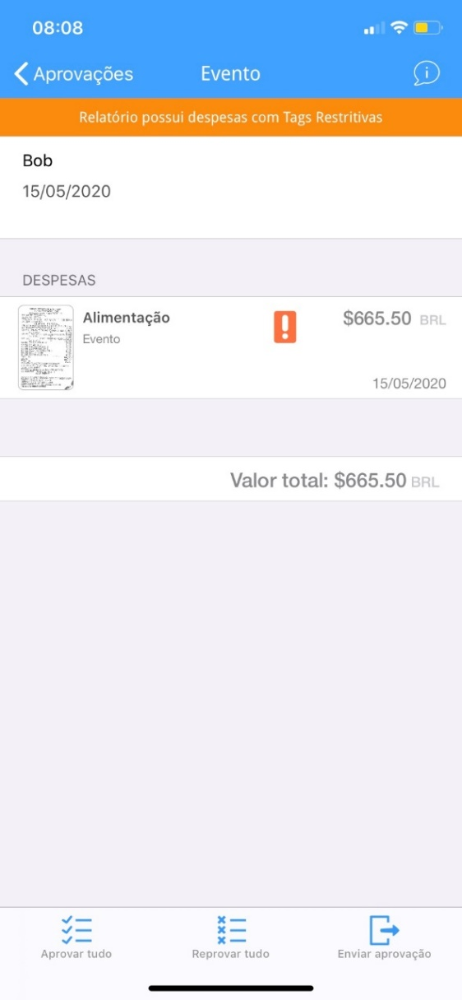 08:08
Aprovações Evento
Relatório possui despesas com Tags Restritivas
Bob
15/05/2020
DESPESAS
Alimentação $665.50 BRL
Evento
15/05/2020
Valor total: $665.50 BRL
Aprovar tudo Reprovar tudo Enviar aprovação